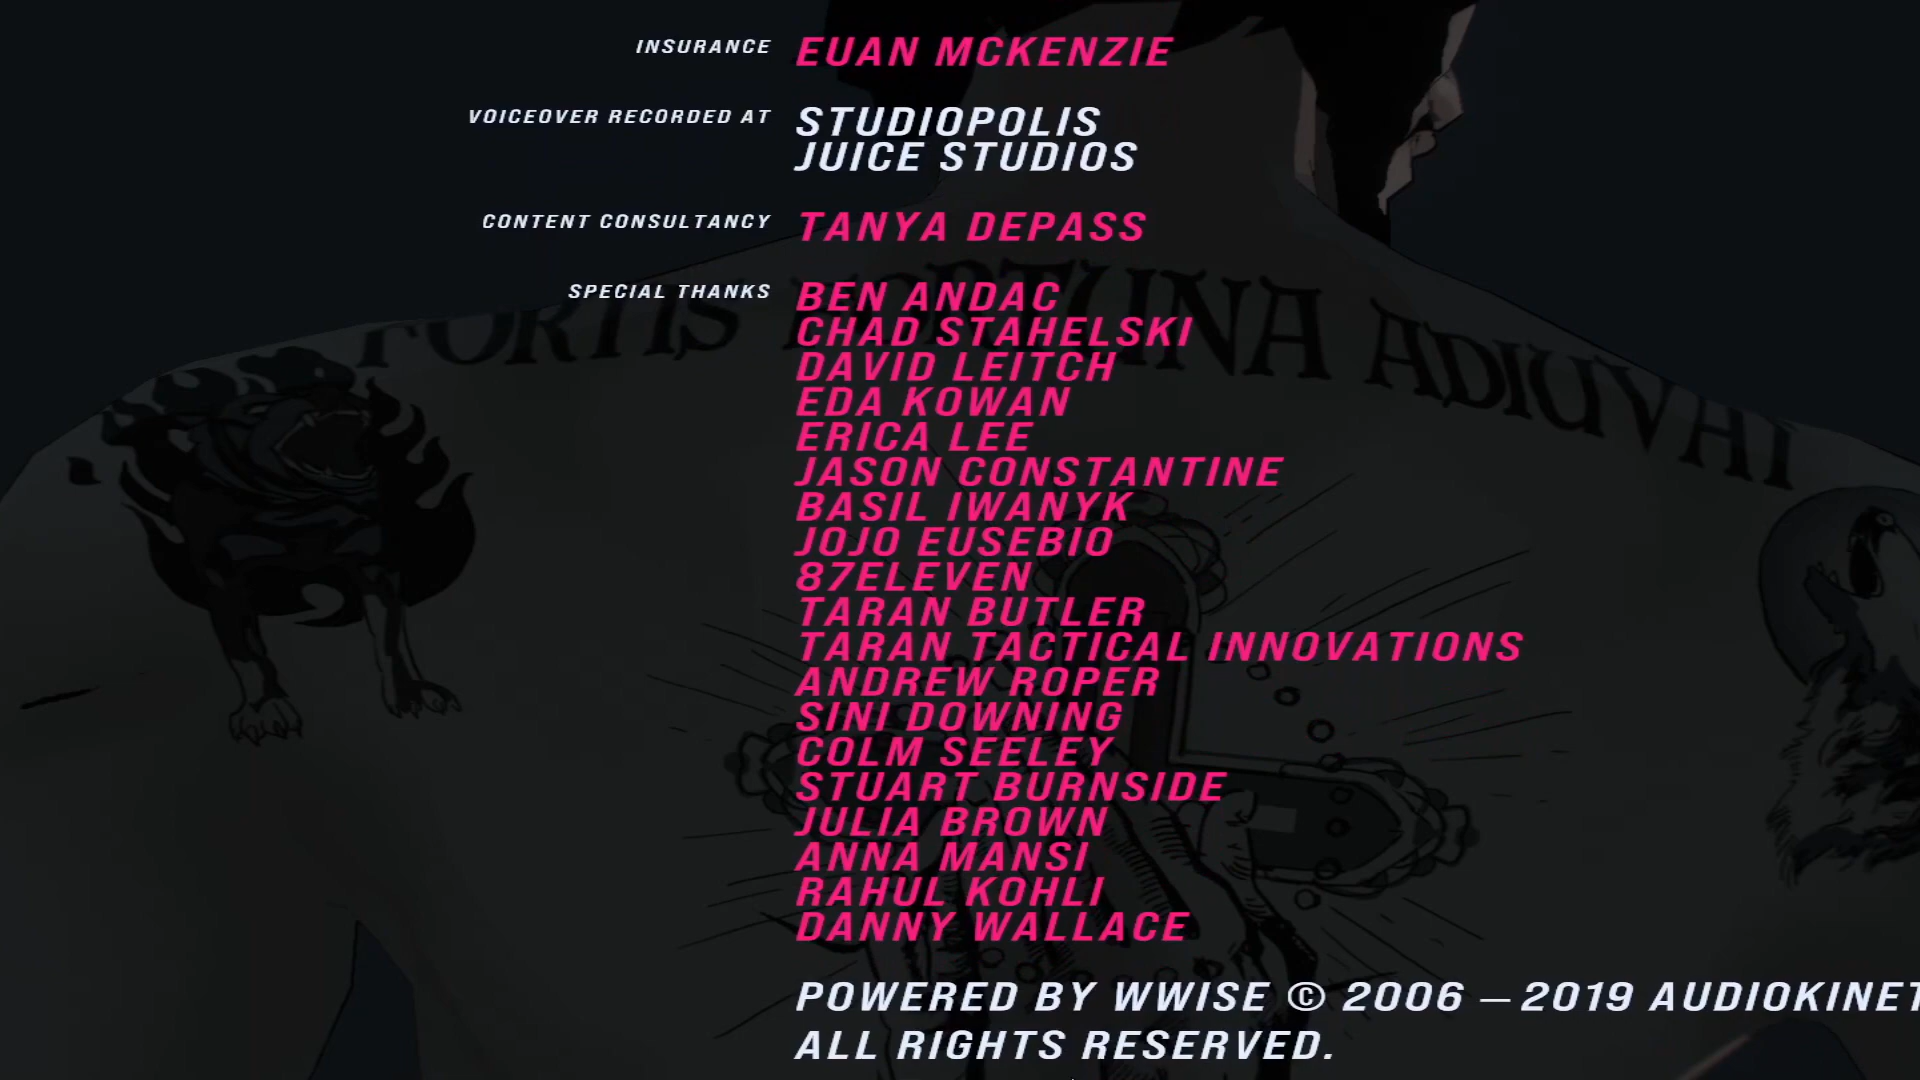 INSURANCE EUAN MCKENZIE
VOICEOVER RECORDED AT STUDIOPOLIS
JUICE STUDIOS
CONTENT CONSULTANCY TANYA DEPASS
SPECIAL THANKS BEN ANDAC
CHAD STAHELSKI
DAVID LEITCH
EDA KOWAN
ERICA LEE
JASON CONSTANTINE
BASIL IWANYK
JOJO EUSEBIO
87ELEVEN
TARAN BUTLER
TARAN TACTICAL INNOVATIONS
ANDREW ROPER
SINI DOWNING
COLM SEELEY
STUART BURNSIDE
JULIA BROWN
ANNA MANSI
RAHUL KOHLI
DANNY WALLACE
FORTIS FORTUNA ADIUVAT
POWERED BY WWISE © 2006 – 2019 AUDIOKINET
ALL RIGHTS RESERVED.